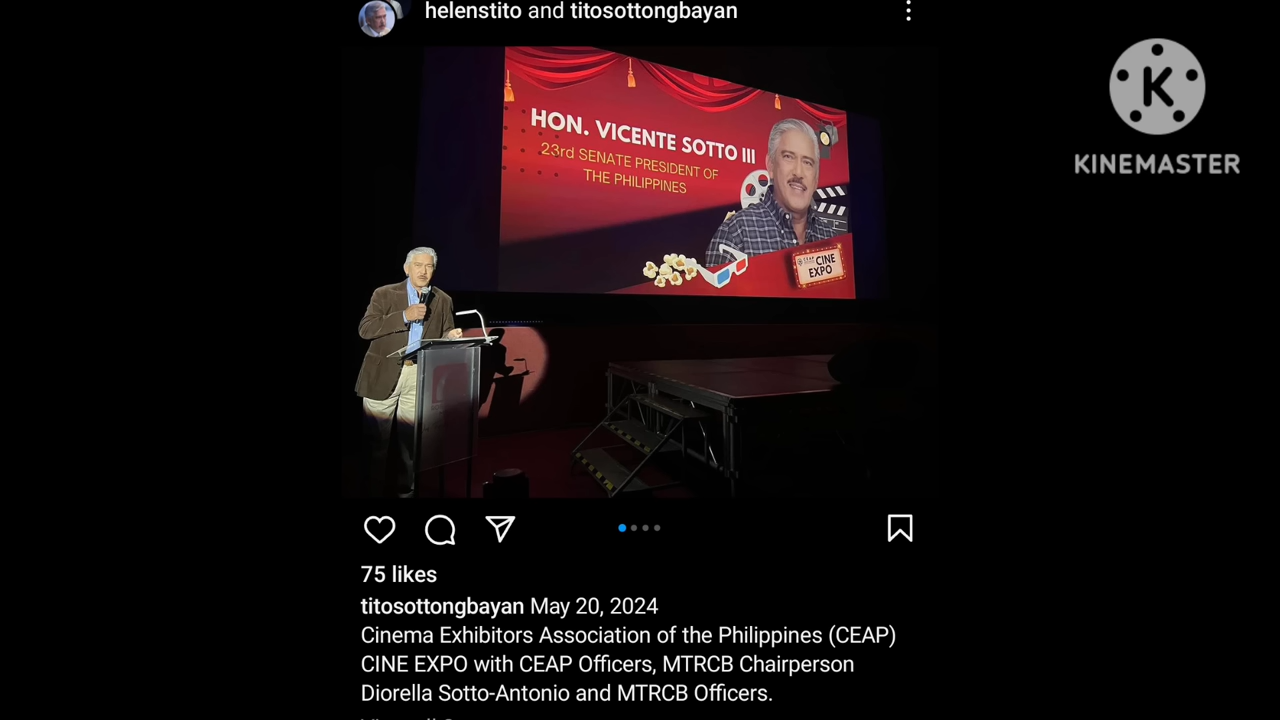 helenstito and titosottongbayan
HON. VICENTE SOTTO III
23rd SENATE PRESIDENT OF
THE PHILIPPINES
CEAP
CINE
EXPO
K
KINEMASTER
75 likes
titosottongbayan May 20, 2024
Cinema Exhibitors Association of the Philippines (CEAP)
CINE EXPO with CEAP Officers, MTRCB Chairperson
Diorella Sotto-Antonio and MTRCB Officers.